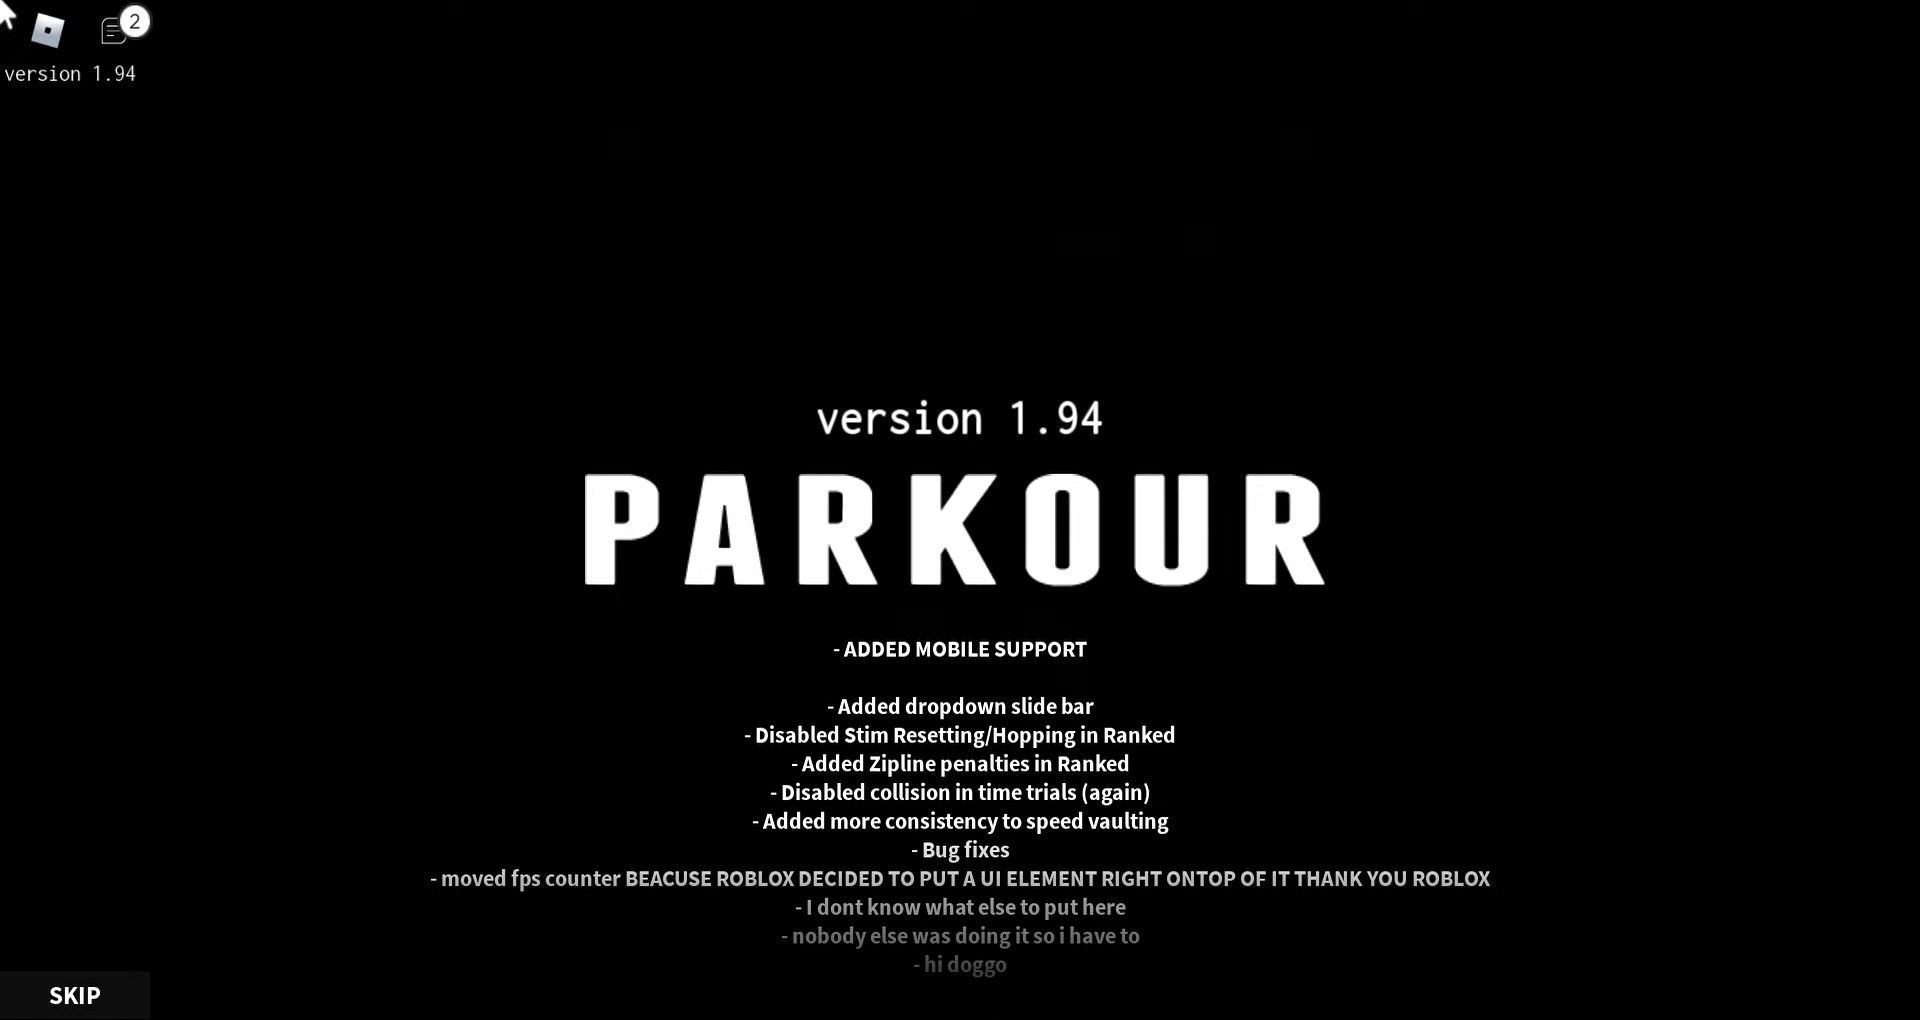 2
version 1.94
version 1.94
PARKOUR
- ADDED MOBILE SUPPORT
- Added dropdown slide bar
- Disabled Stim Resetting/Hopping in Ranked
- Added Zipline penalties in Ranked
- Disabled collision in time trials (again)
- Added more consistency to speed vaulting
- Bug fixes
- moved fps counter BEACUSE ROBLOX DECIDED TO PUT A UI ELEMENT RIGHT ONTOP OF IT THANK YOU ROBLOX
- I dont know what else to put here
- nobody else was doing it so i have to
- hi doggo
SKIP